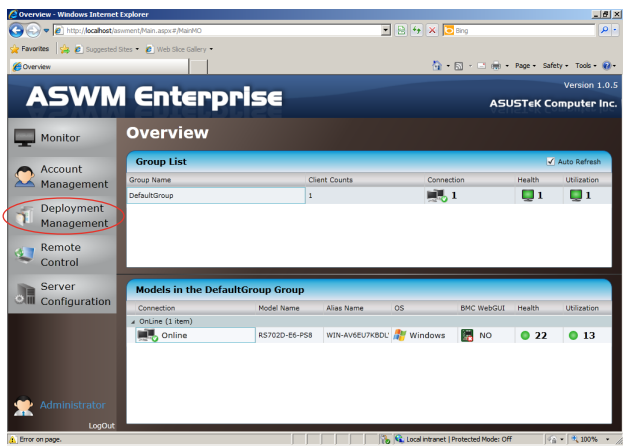 Overview - Windows Internet Explorer
http://localhost/aswment/Main.aspx#/MainMO
Bing
Favorites
Suggested Sites
Web Slice Gallery
Overview
Page
Safety
Tools
ASWM Enterprise
Version 1.0.5
ASUSTeK Computer Inc.
Monitor
Account
Management
Deployment
Management
Remote
Control
Server
Configuration
Administrator
LogOut
Overview
Group List
Auto Refresh
Group Name Client Counts Connection Health Utilization
DefaultGroup 1 1 1 1
Models in the DefaultGroup Group
Connection Model Name Alias Name OS BMC WebGUI Health Utilization
OnLine (1 item)
Online RS702D-E6-PS8 WIN-AV6EU7KBDL Windows NO 22 13
Error on page.
Local intranet | Protected Mode: Off
100%